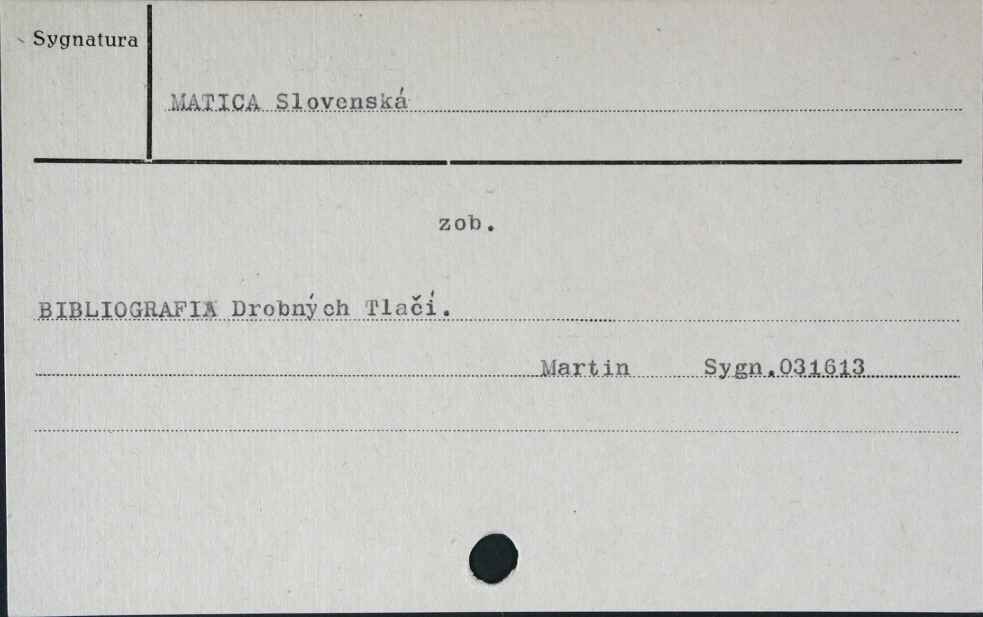 Sygnatura
MATICA Slovenská
zob.
BIBLIOGRAFIA Drobných Tlačí.
Martin Sygn.031613